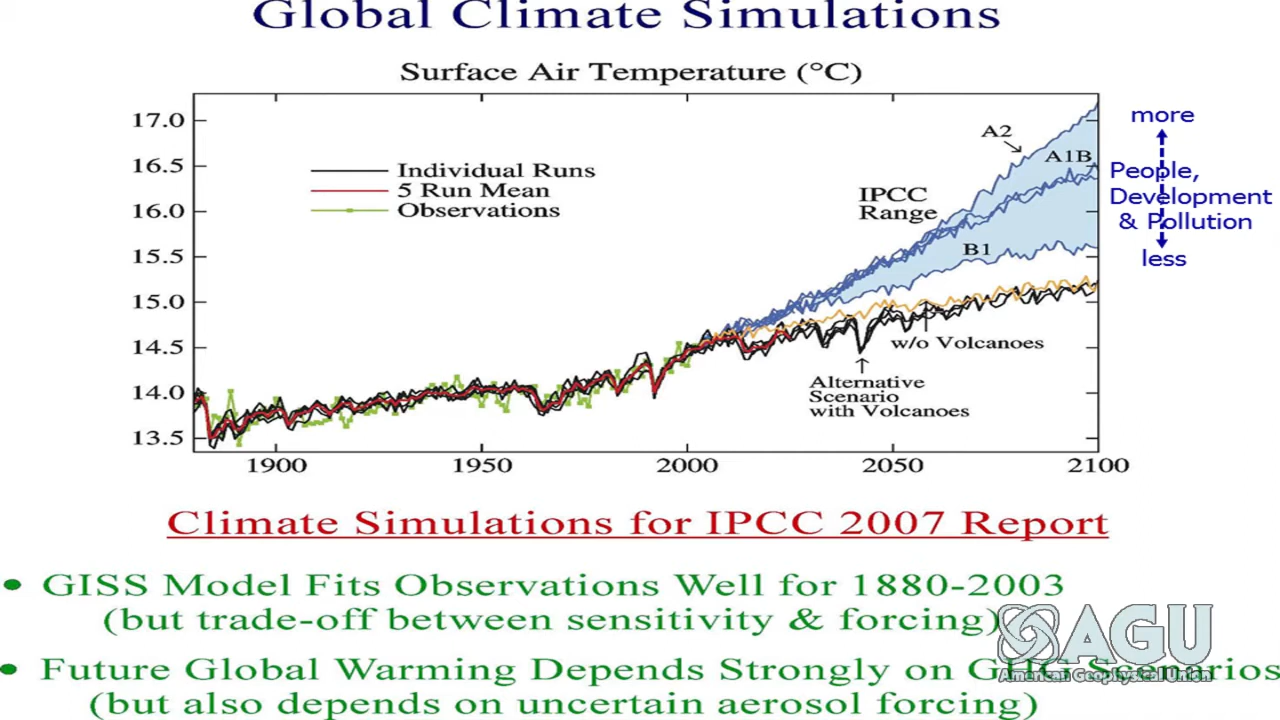 Global Climate Simulations
Surface Air Temperature (°C)
17.0
16.5
16.0
15.5
15.0
14.5
14.0
13.5
1900
1950
2000
2050
2100
Individual Runs
5 Run Mean
Observations
IPCC
Range
A2
A1B
B1
w/o Volcanoes
Alternative
Scenario
with Volcanoes
more
People,
Development
& Pollution
less
Climate Simulations for IPCC 2007 Report
• GISS Model Fits Observations Well for 1880-2003
(but trade-off between sensitivity & forcing)
• Future Global Warming Depends Strongly on GHG Scenarios
(but also depends on uncertain aerosol forcing)
AGU
American Geophysical Union